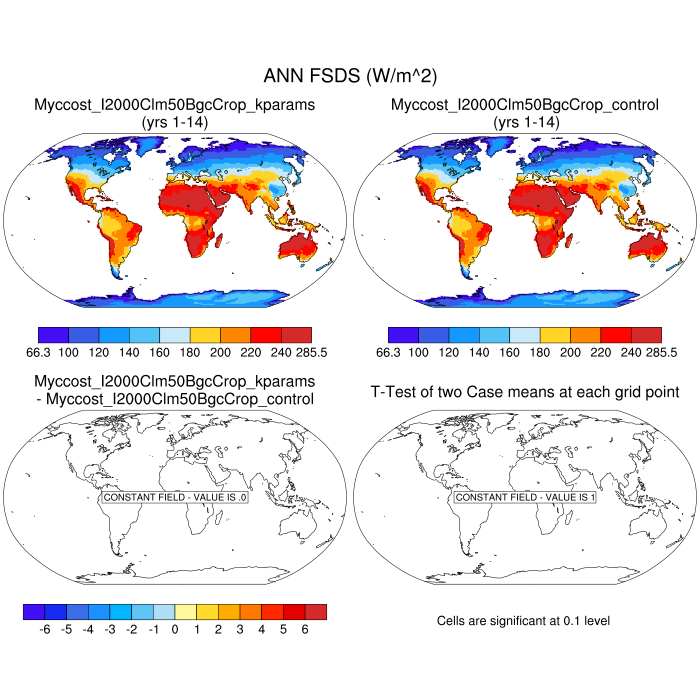 ANN FSDS (W/m^2)
Myccost_I2000Clm50BgcCrop_kparams
(yrs 1-14)
Myccost_I2000Clm50BgcCrop_control
(yrs 1-14)
66.3 100 120 140 160 180 200 220 240 285.5
66.3 100 120 140 160 180 200 220 240 285.5
Myccost_I2000Clm50BgcCrop_kparams
- Myccost_I2000Clm50BgcCrop_control
T-Test of two Case means at each grid point
CONSTANT FIELD - VALUE IS .0
CONSTANT FIELD - VALUE IS 1
-6 -5 -4 -3 -2 -1 0 1 2 3 4 5 6
Cells are significant at 0.1 level